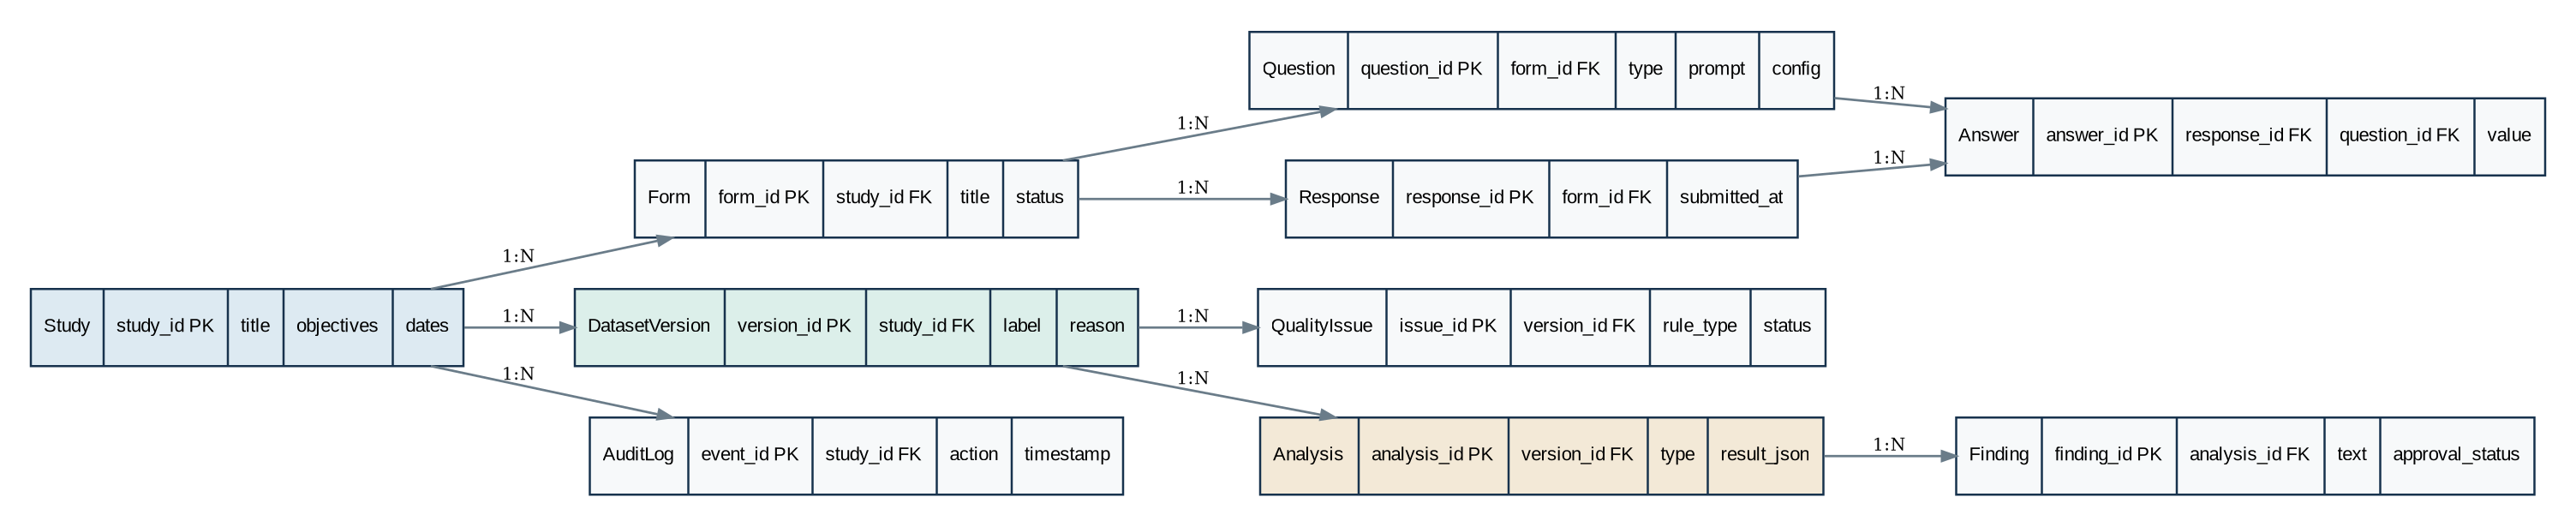 Question question_id PK form_id FK type prompt config
1:N
Answer answer_id PK response_id FK question_id FK value
1:N
1:N
Form form_id PK study_id FK title status
1:N
Response response_id PK form_id FK submitted_at
1:N
Study study_id PK title objectives dates
1:N
DatasetVersion version_id PK study_id FK label reason
1:N
QualityIssue issue_id PK version_id FK rule_type status
1:N
1:N
AuditLog event_id PK study_id FK action timestamp
Analysis analysis_id PK version_id FK type result_json
1:N
Finding finding_id PK analysis_id FK text approval_status